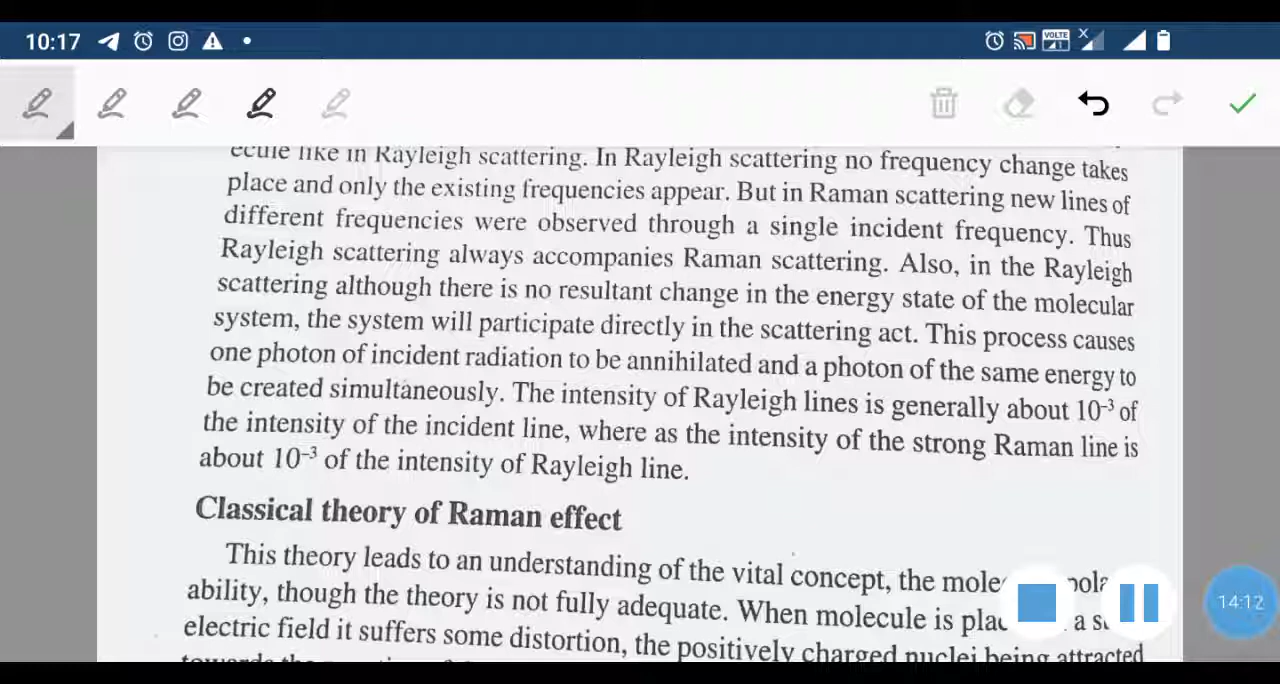 10:17
VOLTE
ecule like in Rayleigh scattering. In Rayleigh scattering no frequency change takes
place and only the existing frequencies appear. But in Raman scattering new lines of
different frequencies were observed through a single incident frequency. Thus
Rayleigh scattering always accompanies Raman scattering. Also, in the Rayleigh
scattering although there is no resultant change in the energy state of the molecular
system, the system will participate directly in the scattering act. This process causes
one photon of incident radiation to be annihilated and a photon of the same energy to
be created simultaneously. The intensity of Rayleigh lines is generally about 10⁻³ of
the intensity of the incident line, where as the intensity of the strong Raman line is
about 10⁻³ of the intensity of Rayleigh line.
Classical theory of Raman effect
This theory leads to an understanding of the vital concept, the
ability, though the theory is not fully adequate. When molecule is a
electric field it suffers some distortion, the positively charged nuclei being attracted
towards the
14:12